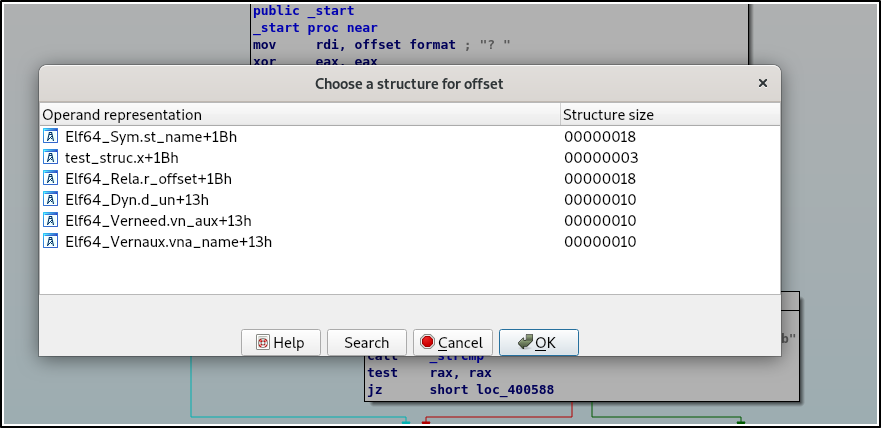 public _start
_start proc near
mov rdi, offset format ; "? "
xor eax, eax
Choose a structure for offset
×
Operand representation Structure size
Elf64_Sym.st_name+1Bh 00000018
test_struc.x+1Bh 00000003
Elf64_Rela.r_offset+1Bh 00000018
Elf64_Dyn.d_un+13h 00000010
Elf64_Verneed.vn_aux+13h 00000010
Elf64_Vernaux.vna_name+13h 00000010
Help Search Cancel OK
b"
call _strcmp
test rax, rax
jz short loc_400588